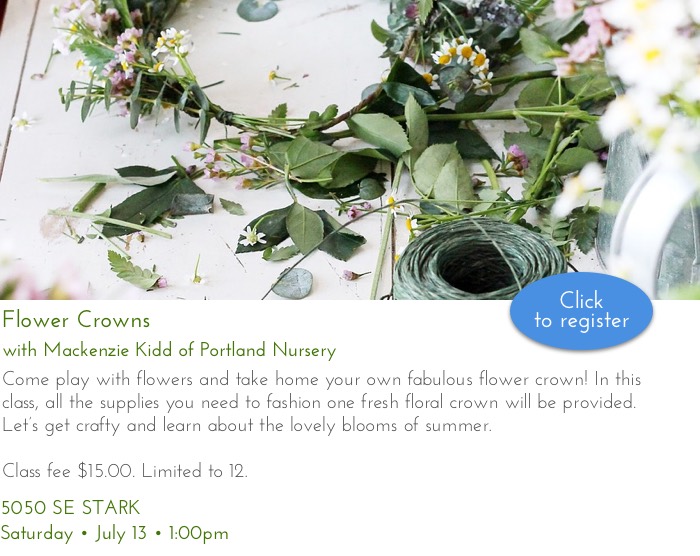 Click
to register
Flower Crowns
with Mackenzie Kidd of Portland Nursery
Come play with flowers and take home your own fabulous flower crown! In this
class, all the supplies you need to fashion one fresh floral crown will be provided.
Let's get crafty and learn about the lovely blooms of summer.
Class fee $15.00. Limited to 12.
5050 SE STARK
Saturday • July 13 • 1:00pm